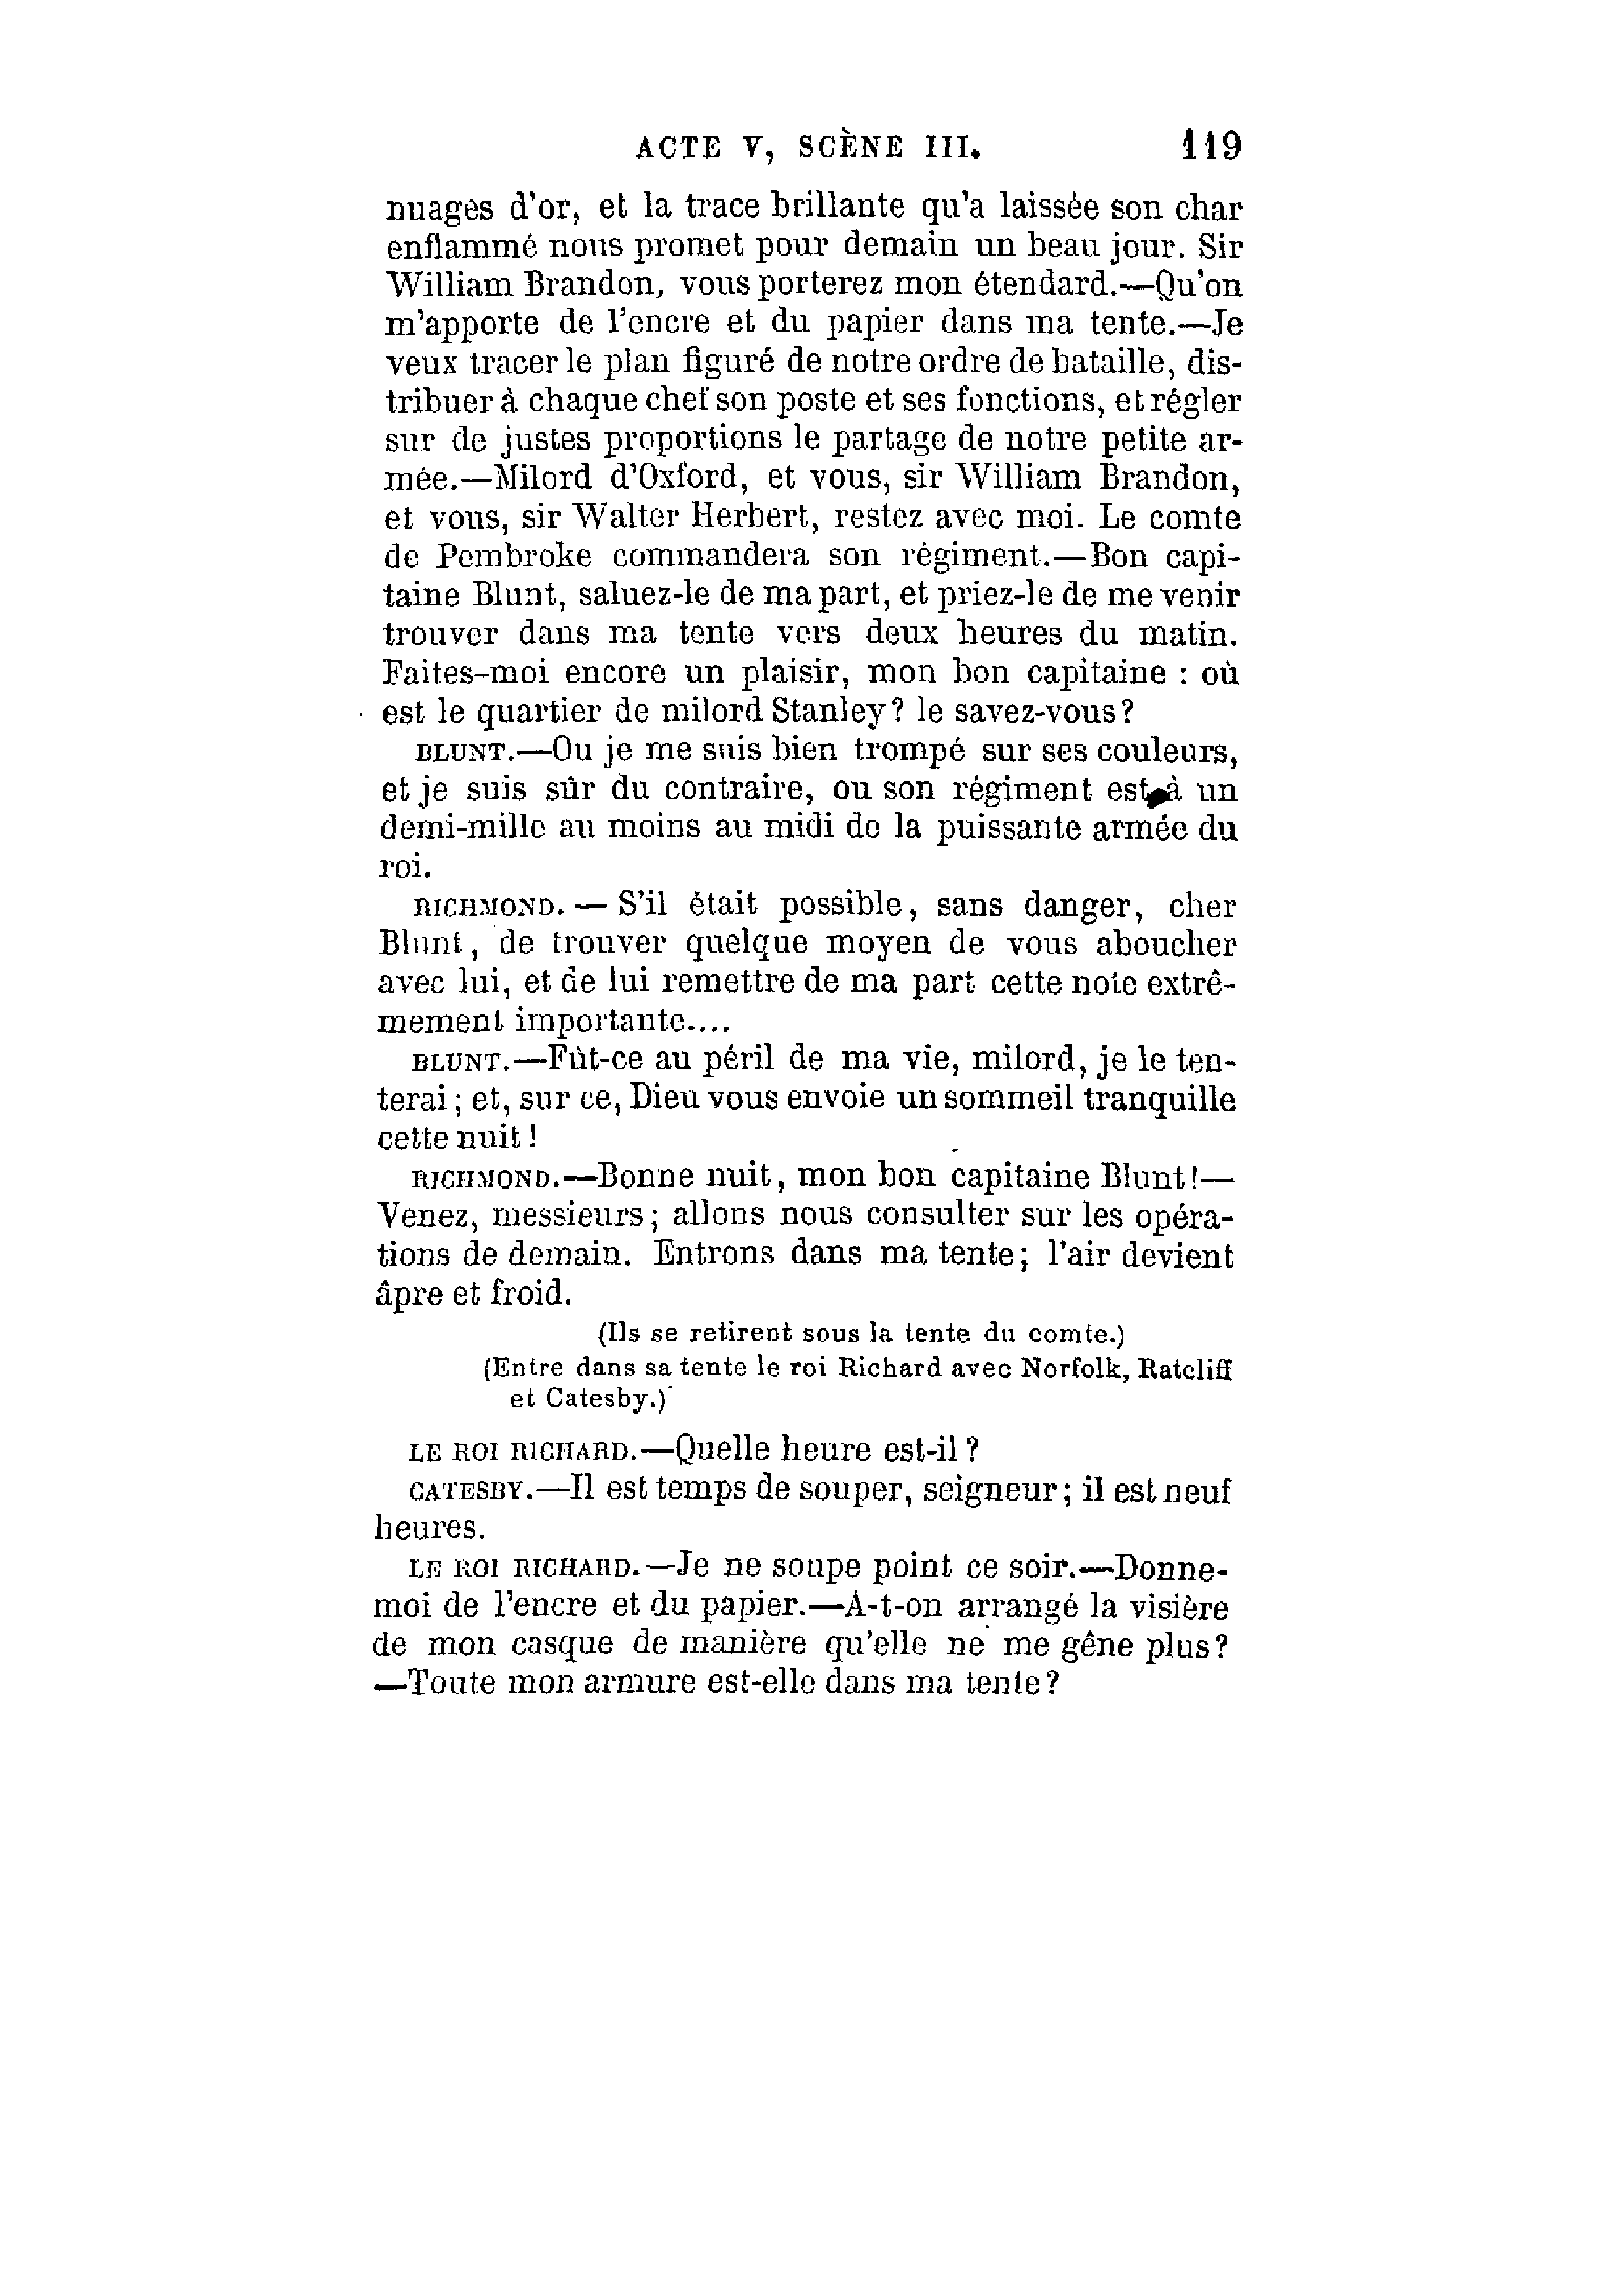 ACTE V, SCÈNE III. 119
nuages d'or, et la trace brillante qu'a laissée son char
enflammé nous promet pour demain un beau jour. Sir
William Brandon, vous porterez mon étendard.—Qu'on
m'apporte de l'encre et du papier dans ma tente.—Je
veux tracer le plan figuré de notre ordre de bataille, dis-
tribuer à chaque chef son poste et ses fonctions, et régler
sur de justes proportions le partage de notre petite ar-
mée.—Milord d'Oxford, et vous, sir William Brandon,
et vous, sir Walter Herbert, restez avec moi. Le comte
de Pembroke commandera son régiment.—Bon capi-
taine Blunt, saluez-le de ma part, et priez-le de me venir
trouver dans ma tente vers deux heures du matin.
Faites-moi encore un plaisir, mon bon capitaine : où
est le quartier de milord Stanley? le savez-vous?
BLUNT.—Ou je me suis bien trompé sur ses couleurs,
et je suis sûr du contraire, ou son régiment est à un
demi-mille au moins au midi de la puissante armée du
roi.
RICHMOND. — S'il était possible, sans danger, cher
Blunt, de trouver quelque moyen de vous aboucher
avec lui, et de lui remettre de ma part cette note extrê-
mement importante....
BLUNT.—Fût-ce au péril de ma vie, milord, je le ten-
terai ; et, sur ce, Dieu vous envoie un sommeil tranquille
cette nuit !
RICHMOND.—Bonne nuit, mon bon capitaine Blunt!—
Venez, messieurs ; allons nous consulter sur les opéra-
tions de demain. Entrons dans ma tente ; l'air devient
âpre et froid.
(Ils se retirent sous la tente du comte.)
(Entre dans sa tente le roi Richard avec Norfolk, Ratcliff
et Catesby.)
LE ROI RICHARD.—Quelle heure est-il ?
CATESBY.—Il est temps de souper, seigneur ; il est neuf
heures.
LE ROI RICHARD.—Je ne soupe point ce soir.—Donne-
moi de l'encre et du papier.—A-t-on arrangé la visière
de mon casque de manière qu'elle ne me gêne plus?
—Toute mon armure est-elle dans ma tente?